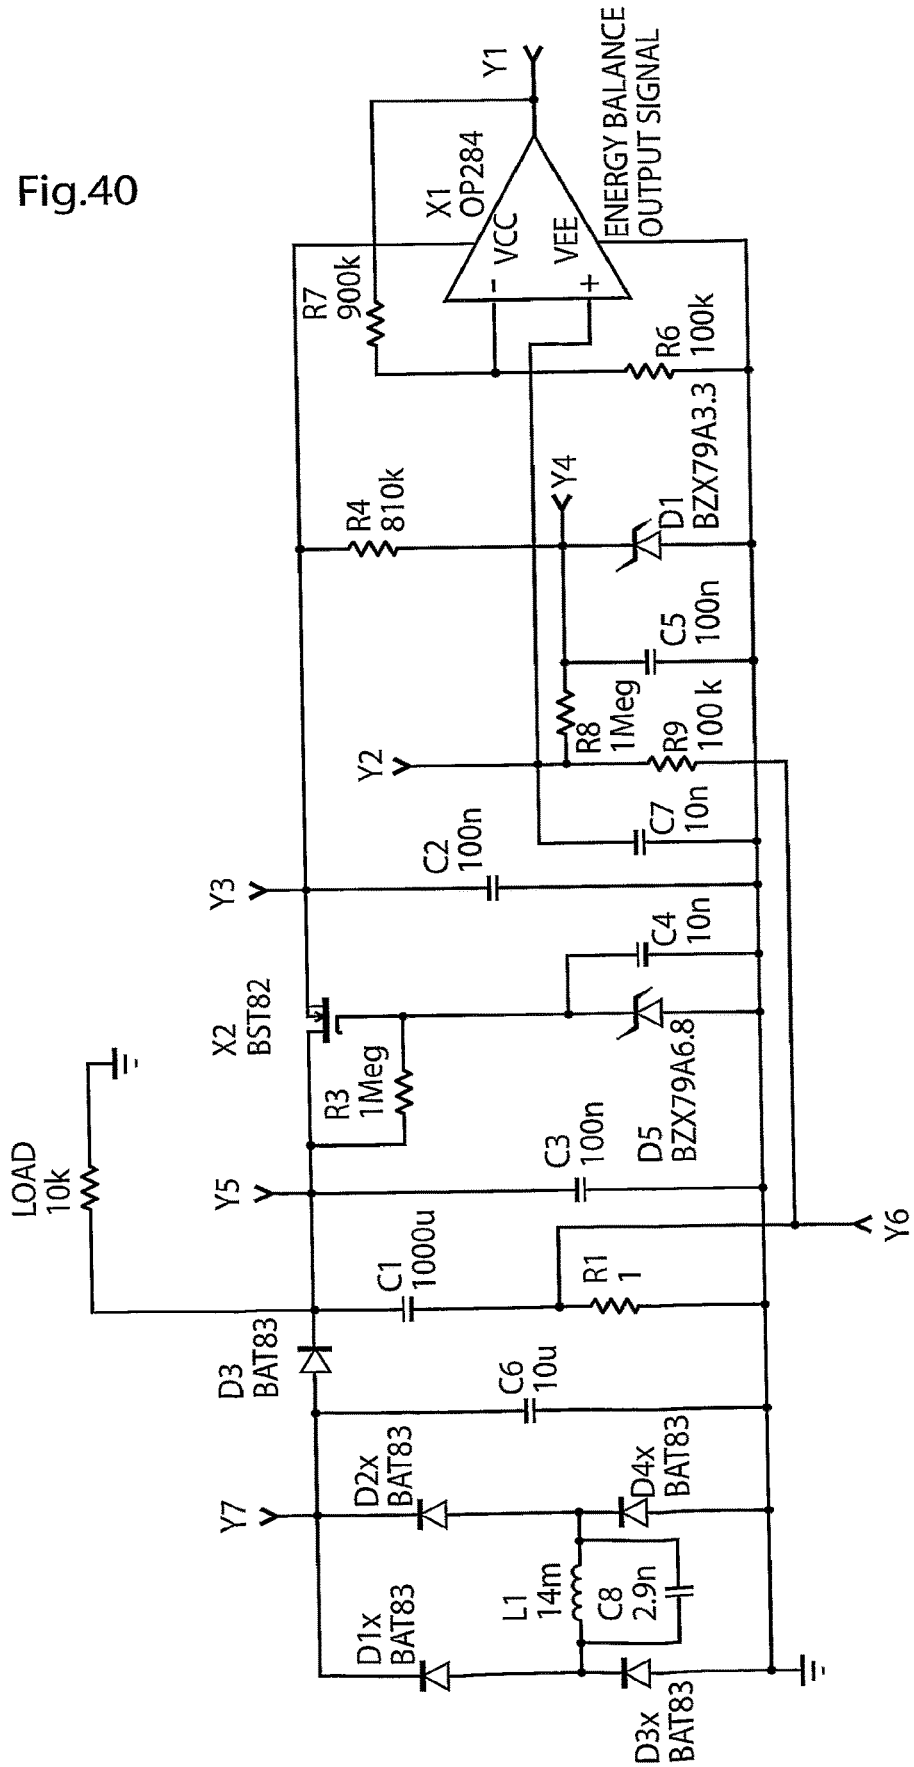 Fig.40
LOAD
10k
Y7
D1x
BAT83
D2x
BAT83
L1
14m
C8
2.9n
D3x
BAT83
D4x
BAT83
D3
BAT83
C6
10u
C1
1000u
R1
1
Y5
Y6
C3
100n
R3
1Meg
X2
BST82
D5
BZX79A6.8
C4
10n
Y3
C2
100n
C7
10n
Y2
R8
1Meg
R9
100 k
C5
100n
R4
810k
Y4
D1
BZX79A3.3
R7
900k
R6
100k
X1
OP284
VCC
VEE
-
+
Y1
ENERGY BALANCE
OUTPUT SIGNAL